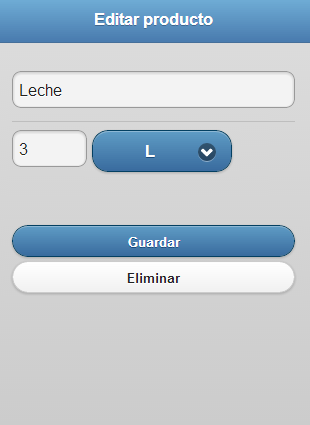 Editar producto
Leche
3 L
Guardar
Eliminar